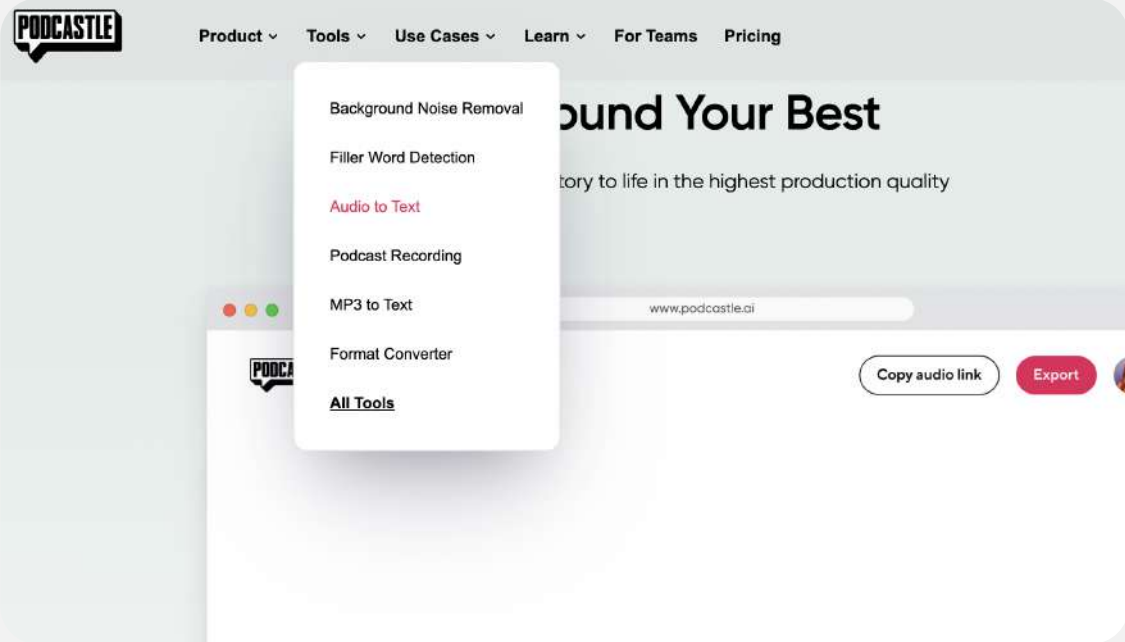 PODCASTLE
Product Tools Use Cases Learn For Teams Pricing
Background Noise Removal
Filler Word Detection
Audio to Text
Podcast Recording
MP3 to Text
Format Converter
All Tools
ound Your Best
tory to life in the highest production quality
www.podcastle.ai
PODCA
Copy audio link
Export